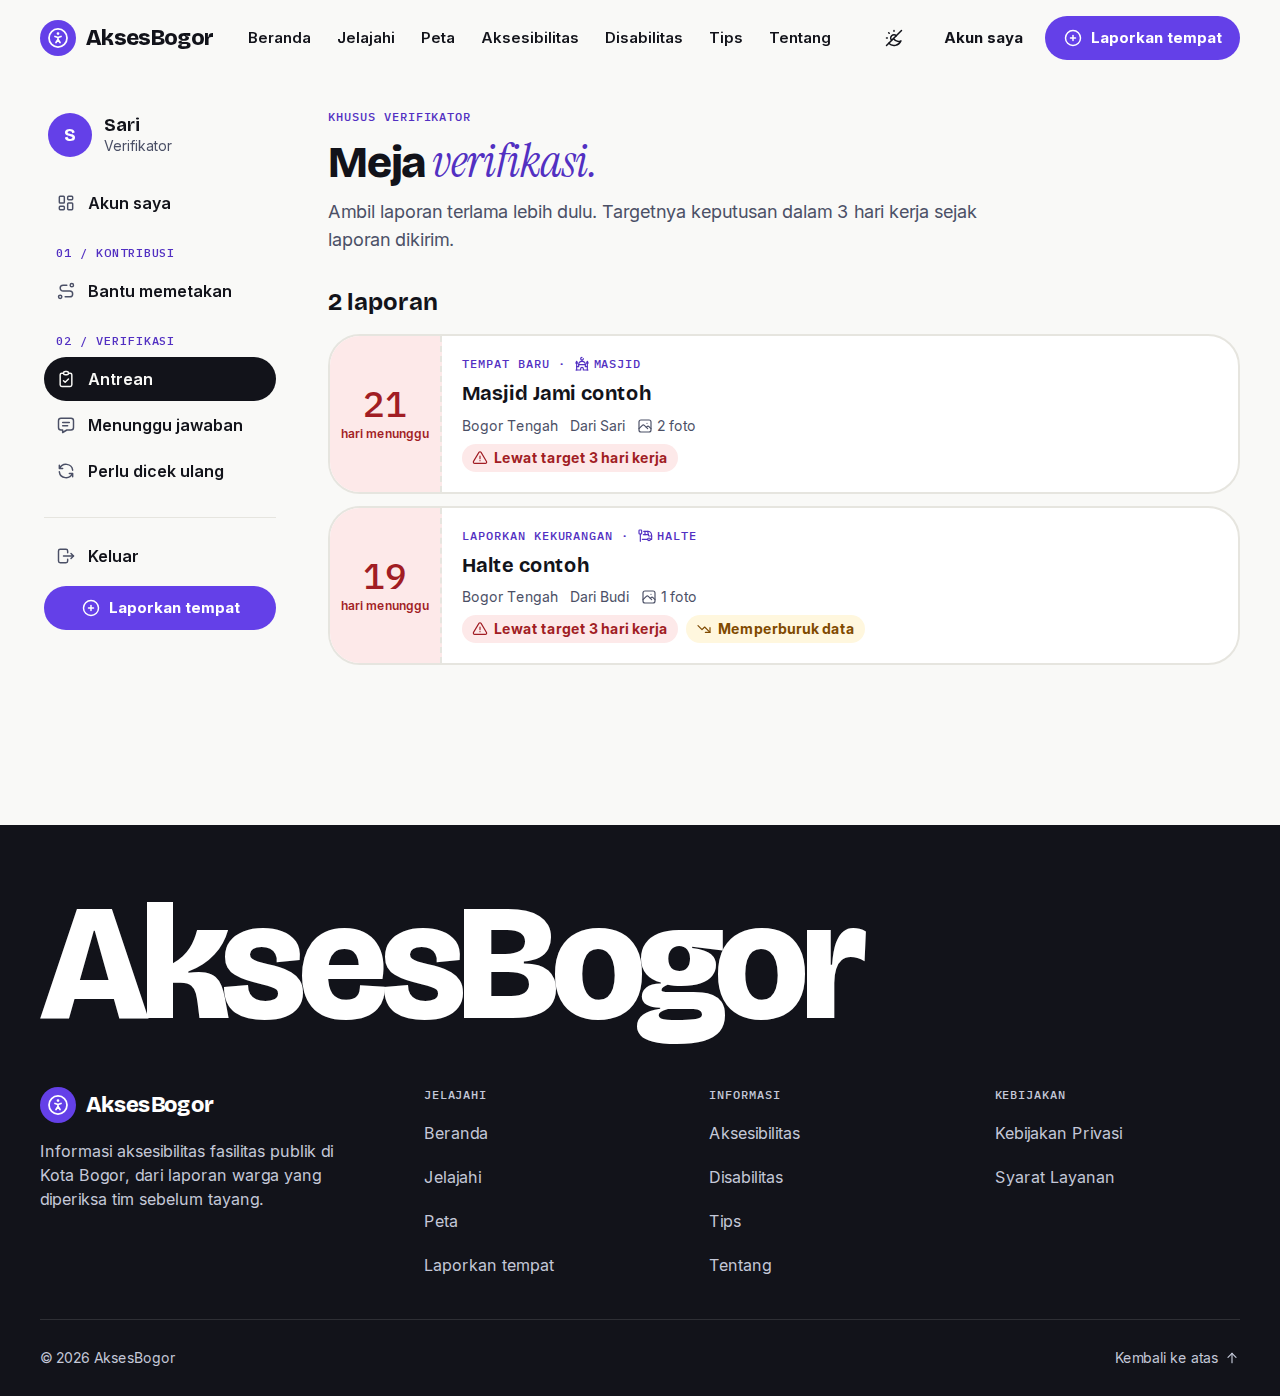 AksesBogor
Beranda
Jelajahi
Peta
Aksesibilitas
Disabilitas
Tips
Tentang
Akun saya
Laporkan tempat
S
Sari
Verifikator
Akun saya
01 / KONTRIBUSI
Bantu memetakan
02 / VERIFIKASI
Antrean
Menunggu jawaban
Perlu dicek ulang
Keluar
Laporkan tempat
KHUSUS VERIFIKATOR
Meja verifikasi.
Ambil laporan terlama lebih dulu. Targetnya keputusan dalam 3 hari kerja sejak
laporan dikirim.
2 laporan
21
hari menunggu
TEMPAT BARU · MASJID
Masjid Jami contoh
Bogor Tengah Dari Sari 2 foto
Lewat target 3 hari kerja
19
hari menunggu
LAPORKAN KEKURANGAN · HALTE
Halte contoh
Bogor Tengah Dari Budi 1 foto
Lewat target 3 hari kerja
Memperburuk data
AksesBogor
AksesBogor
Informasi aksesibilitas fasilitas publik di
Kota Bogor, dari laporan warga yang
diperiksa tim sebelum tayang.
JELAJAHI
Beranda
Jelajahi
Peta
Laporkan tempat
INFORMASI
Aksesibilitas
Disabilitas
Tips
Tentang
KEBIJAKAN
Kebijakan Privasi
Syarat Layanan
© 2026 AksesBogor
Kembali ke atas ↑